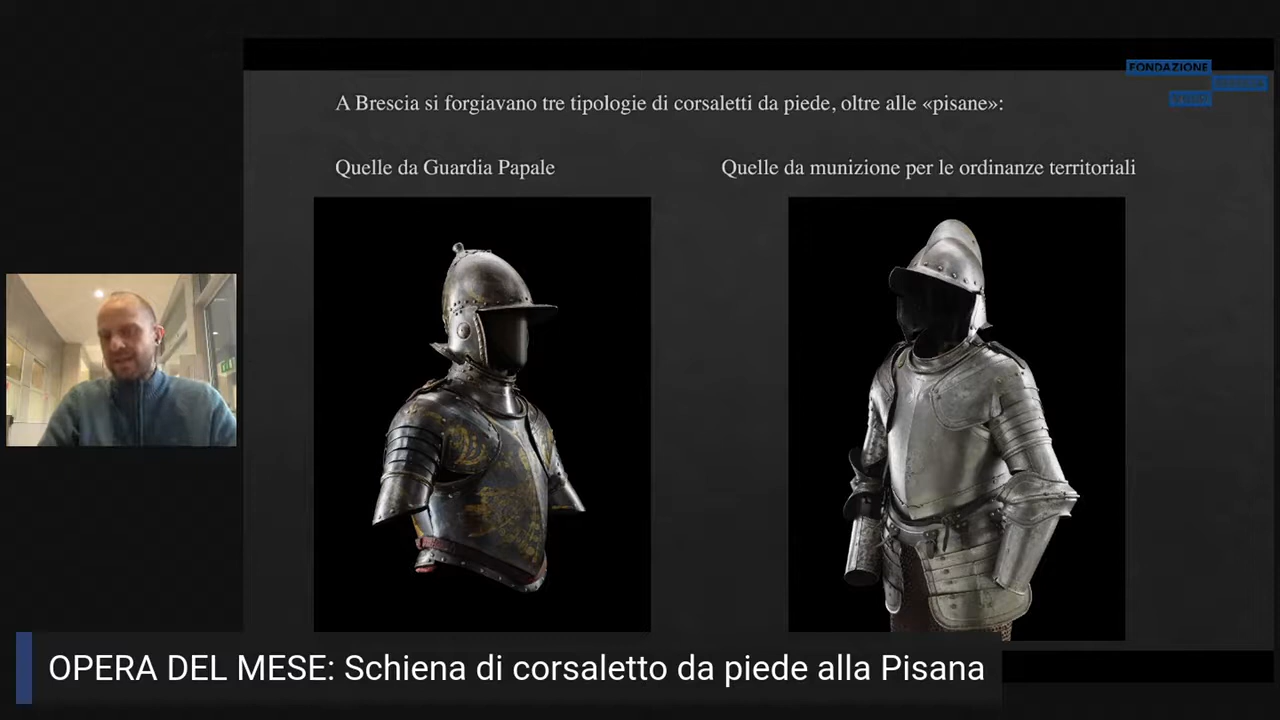 FONDAZIONE
A Brescia si forgiavano tre tipologie di corsaletti da piede, oltre alle «pisane»:
Quelle da Guardia Papale
Quelle da munizione per le ordinanze territoriali
OPERA DEL MESE: Schiena di corsaletto da piede alla Pisana